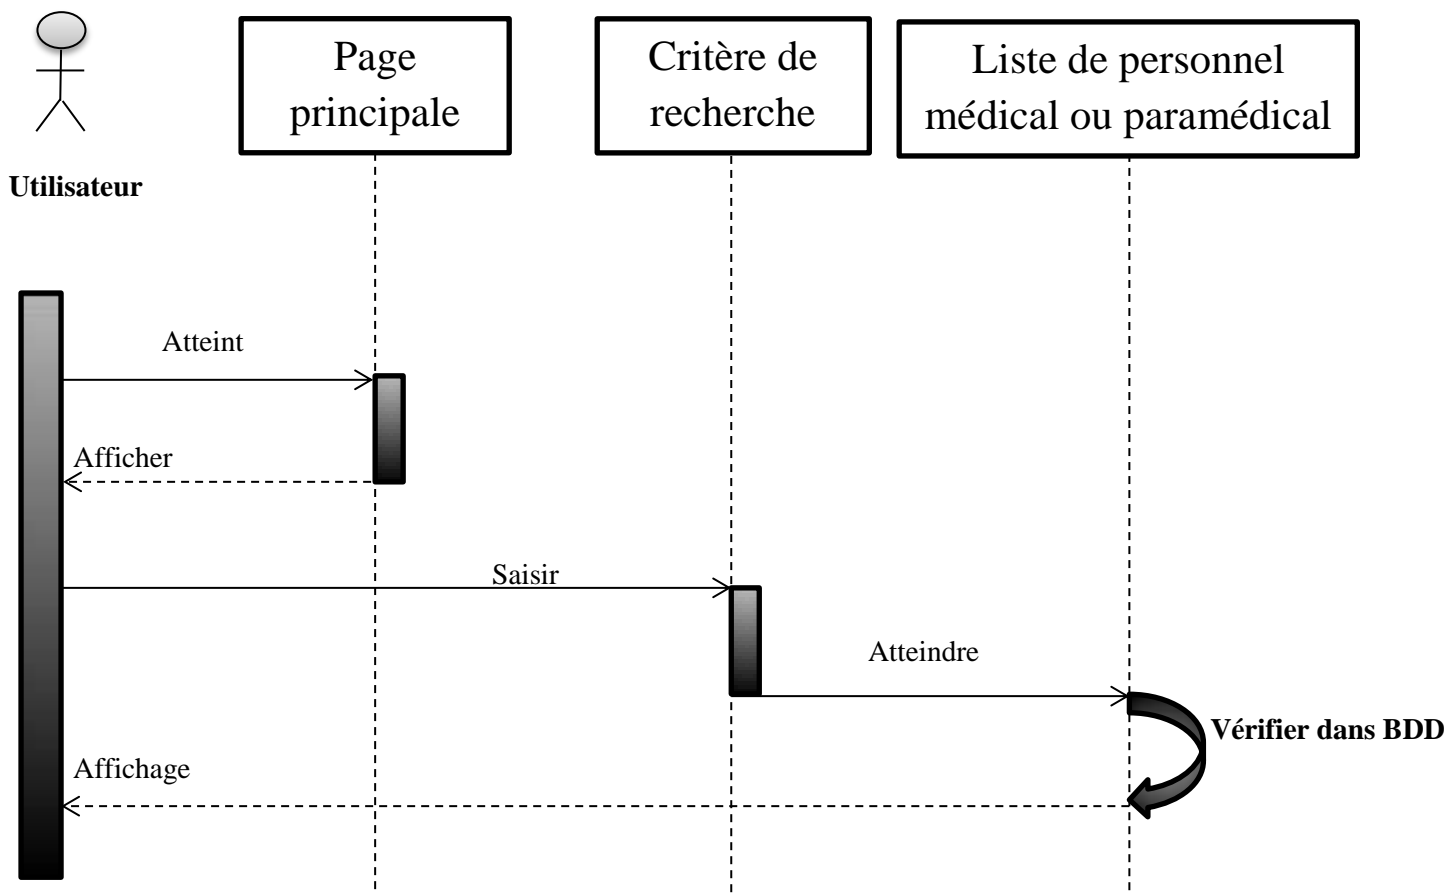 Page
principale
Critère de
recherche
Liste de personnel
médical ou paramédical
Utilisateur
Atteint
Afficher
Saisir
Atteindre
Vérifier dans BDD
Affichage